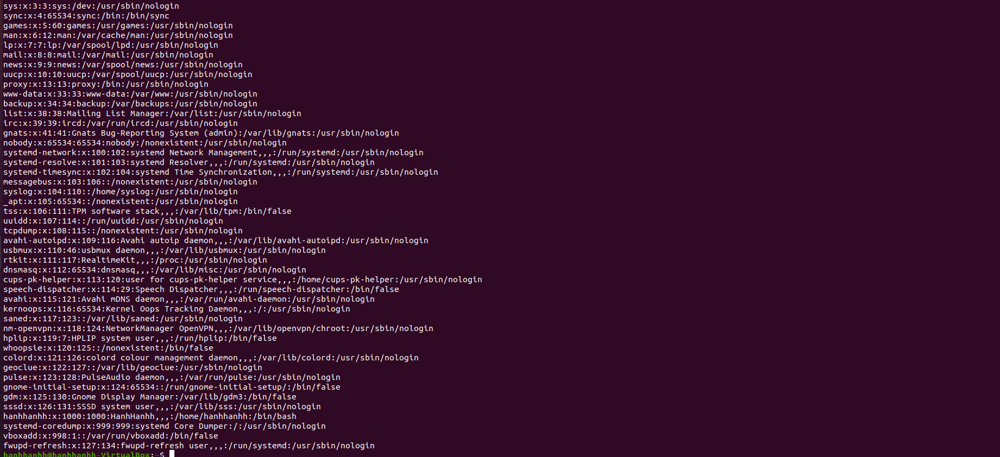 sys:x:3:3:sys:/dev:/usr/sbin/nologin
sync:x:4:65534:sync:/bin:/bin/sync
games:x:5:60:games:/usr/games:/usr/sbin/nologin
man:x:6:12:man:/var/cache/man:/usr/sbin/nologin
lp:x:7:7:lp:/var/spool/lpd:/usr/sbin/nologin
mail:x:8:8:mail:/var/mail:/usr/sbin/nologin
news:x:9:9:news:/var/spool/news:/usr/sbin/nologin
uucp:x:10:10:uucp:/var/spool/uucp:/usr/sbin/nologin
proxy:x:13:13:proxy:/bin:/usr/sbin/nologin
www-data:x:33:33:www-data:/var/www:/usr/sbin/nologin
backup:x:34:34:backup:/var/backups:/usr/sbin/nologin
list:x:38:38:Mailing List Manager:/var/list:/usr/sbin/nologin
irc:x:39:39:ircd:/var/run/ircd:/usr/sbin/nologin
gnats:x:41:41:Gnats Bug-Reporting System (admin):/var/lib/gnats:/usr/sbin/nologin
nobody:x:65534:65534:nobody:/nonexistent:/usr/sbin/nologin
systemd-network:x:100:102:systemd Network Management,,,:/run/systemd:/usr/sbin/nologin
systemd-resolve:x:101:103:systemd Resolver,,,:/run/systemd:/usr/sbin/nologin
systemd-timesync:x:102:104:systemd Time Synchronization,,,:/run/systemd:/usr/sbin/nologin
messagebus:x:103:106::/nonexistent:/usr/sbin/nologin
syslog:x:104:110::/home/syslog:/usr/sbin/nologin
_apt:x:105:65534::/nonexistent:/usr/sbin/nologin
tss:x:106:111:TPM software stack,,,:/var/lib/tpm:/bin/false
uuidd:x:107:114::/run/uuidd:/usr/sbin/nologin
tcpdump:x:108:115::/nonexistent:/usr/sbin/nologin
avahi-autoipd:x:109:116:Avahi autoip daemon,,,:/var/lib/avahi-autoipd:/usr/sbin/nologin
usbmux:x:110:46:usbmux daemon,,,:/var/lib/usbmux:/usr/sbin/nologin
rtkit:x:111:117:RealtimeKit,,,:/proc:/usr/sbin/nologin
dnsmasq:x:112:65534:dnsmasq,,,:/var/lib/misc:/usr/sbin/nologin
cups-pk-helper:x:113:120:user for cups-pk-helper service,,,:/home/cups-pk-helper:/usr/sbin/nologin
speech-dispatcher:x:114:29:Speech Dispatcher,,,:/run/speech-dispatcher:/bin/false
avahi:x:115:121:Avahi mDNS daemon,,,:/var/run/avahi-daemon:/usr/sbin/nologin
kernoops:x:116:65534:Kernel Oops Tracking Daemon,,,:/:/usr/sbin/nologin
saned:x:117:123::/var/lib/saned:/usr/sbin/nologin
nm-openvpn:x:118:124:NetworkManager OpenVPN,,,:/var/lib/openvpn/chroot:/usr/sbin/nologin
hplip:x:119:7:HPLIP system user,,,:/run/hplip:/bin/false
whoopsie:x:120:125::/nonexistent:/bin/false
colord:x:121:126:colord colour management daemon,,,:/var/lib/colord:/usr/sbin/nologin
geoclue:x:122:127::/var/lib/geoclue:/usr/sbin/nologin
pulse:x:123:128:PulseAudio daemon,,,:/var/run/pulse:/usr/sbin/nologin
gnome-initial-setup:x:124:65534::/run/gnome-initial-setup/:/bin/false
gdm:x:125:130:Gnome Display Manager:/var/lib/gdm3:/bin/false
sssd:x:126:131:SSSD system user,,,:/var/lib/sss:/usr/sbin/nologin
hanhhanhh:x:1000:1000:HanhHanhh,,,:/home/hanhhanhh:/bin/bash
systemd-coredump:x:999:999:systemd Core Dumper:/:/usr/sbin/nologin
vboxadd:x:998:1::/var/run/vboxadd:/bin/false
fwupd-refresh:x:127:134:fwupd-refresh user,,,:/run/systemd:/usr/sbin/nologin
hanhhanhh@hanhhanhh-VirtualBox:~$